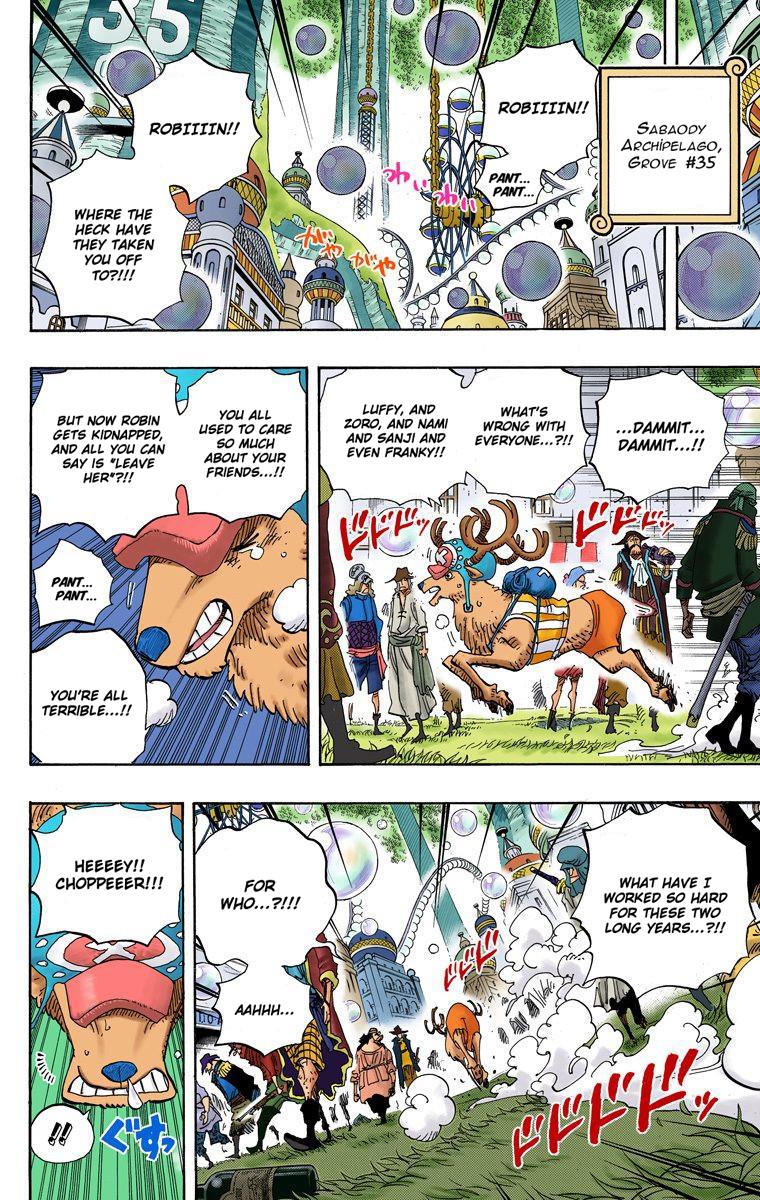 SABAODY
ARCHIPELAGO,
GROVE #35
ROBIIIIN!!
PANT...
PANT...
わいわい
ROBIIIIN!!
35
WHERE THE
HECK HAVE
THEY TAKEN
YOU OFF
TO?!!!
がや
がや
...DAMMIT...
DAMMIT...!!
WHAT'S
WRONG WITH
EVERYONE...?!!
LUFFY, AND
ZORO, AND NAMI
AND SANJI AND
EVEN FRANKY!!
ドドドッ
ドドドッ
YOU ALL
USED TO CARE
SO MUCH
ABOUT YOUR
FRIENDS...!!
BUT NOW ROBIN
GETS KIDNAPPED,
AND ALL YOU CAN
SAY IS "LEAVE
HER"?!!
PANT...
PANT...
YOU'RE ALL
TERRIBLE...!!
WHAT HAVE I
WORKED SO HARD
FOR THESE TWO
LONG YEARS...?!!
ドドドッ
ドドドドッ
FOR
WHO...?!!!
AAHHH...
HEEEEY!!
CHOPPEEER!!!
!!
ぐすっ